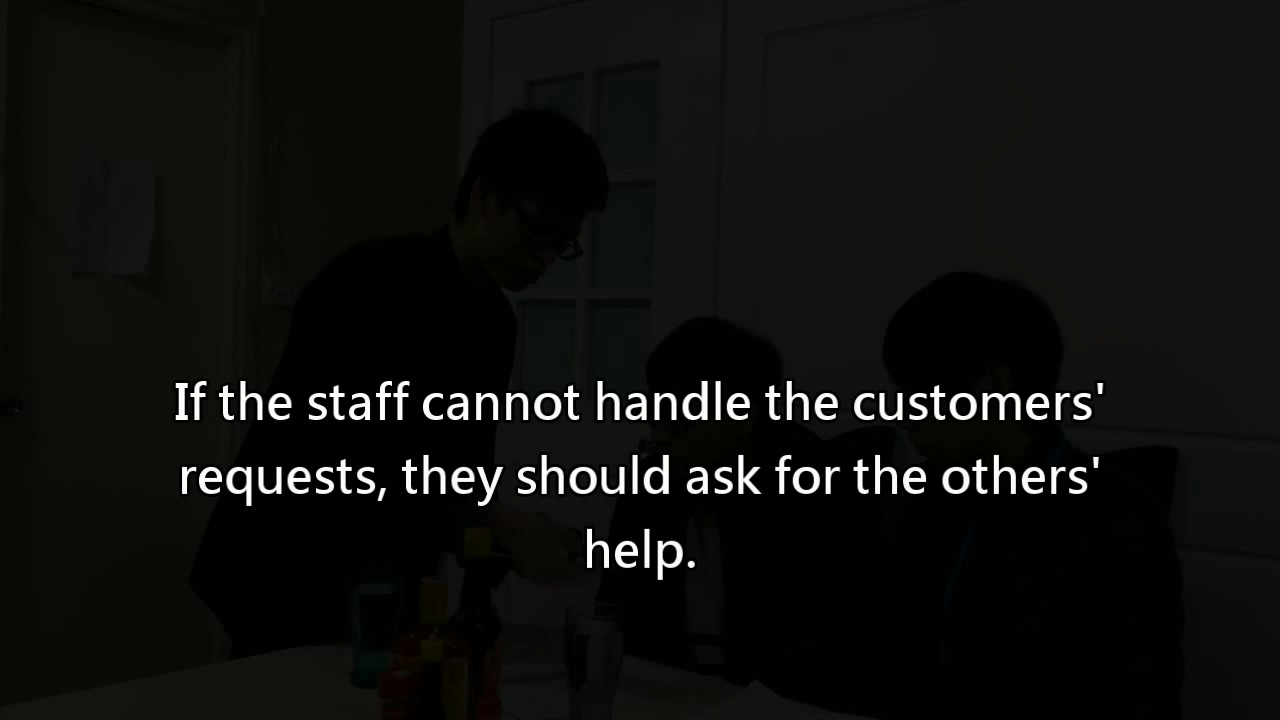 If the staff cannot handle the customers'
requests, they should ask for the others'
help.